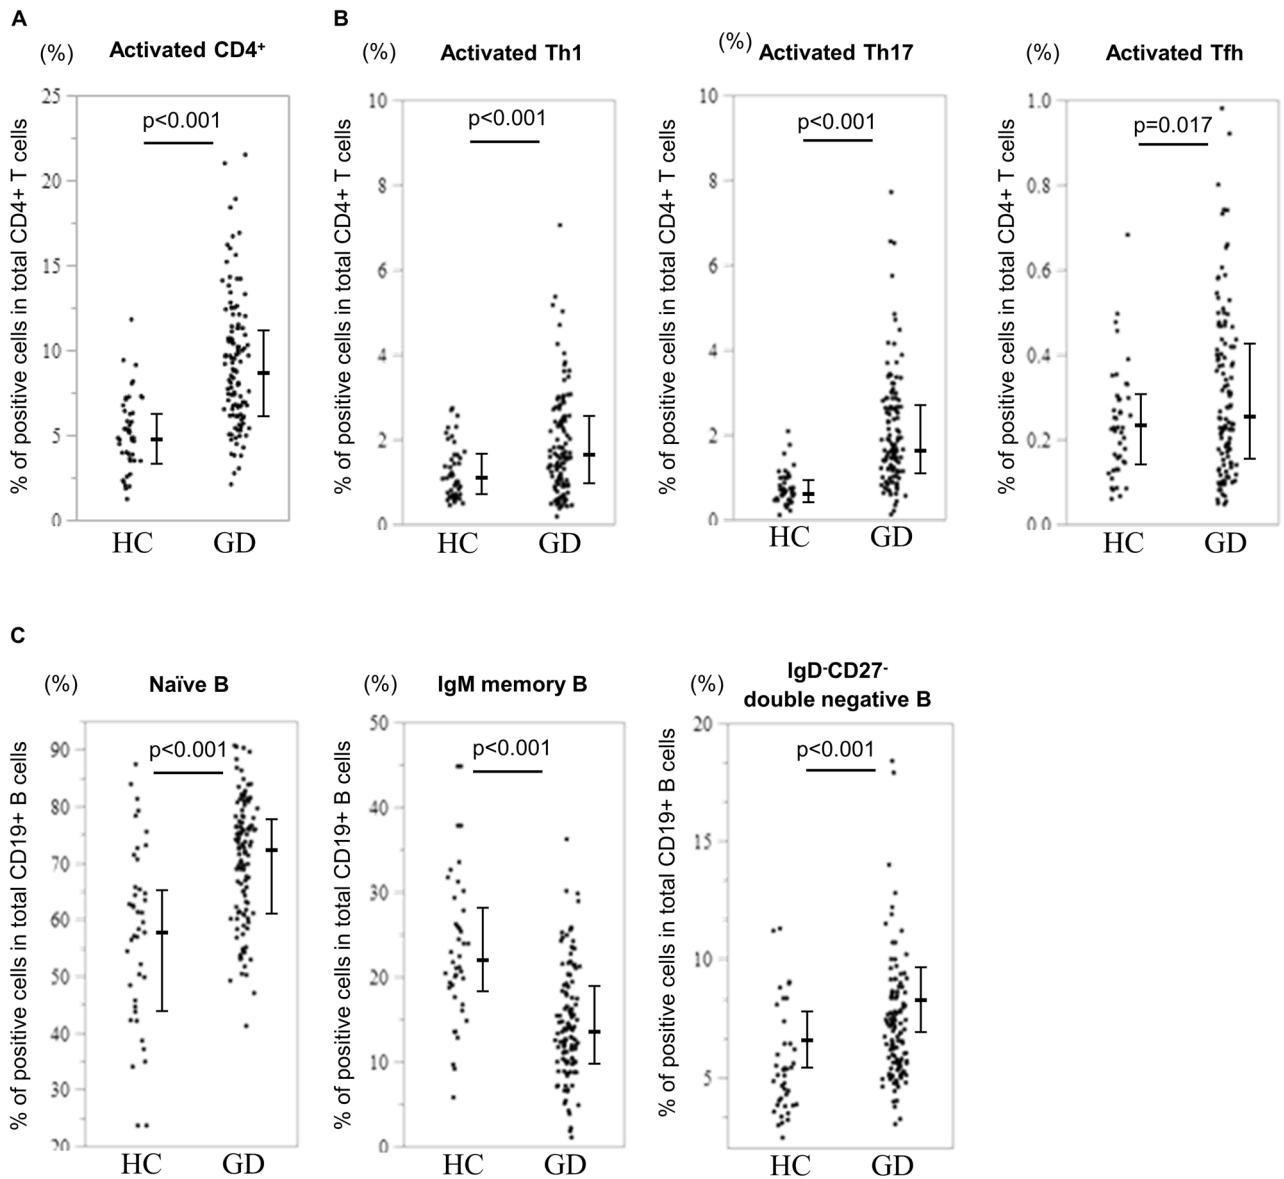 A
(%)
Activated CD4⁺
% of positive cells in total CD4+ T cells
25
20
15
10
5
0
p<0.001
HC
GD
B
(%)
Activated Th1
% of positive cells in total CD4+ T cells
10
8
6
4
2
0
p<0.001
HC
GD
(%)
Activated Th17
% of positive cells in total CD4+ T cells
10
8
6
4
2
0
p<0.001
HC
GD
(%)
Activated Tfh
% of positive cells in total CD4+ T cells
1.0
0.8
0.6
0.4
0.2
0.0
p=0.017
HC
GD
C
(%)
Naïve B
% of positive cells in total CD19+ B cells
90
80
70
60
50
40
30
20
p<0.001
HC
GD
(%)
IgM memory B
% of positive cells in total CD19+ B cells
50
40
30
20
10
0
p<0.001
HC
GD
(%)
IgD⁻CD27⁻
double negative B
% of positive cells in total CD19+ B cells
20
15
10
5
p<0.001
HC
GD